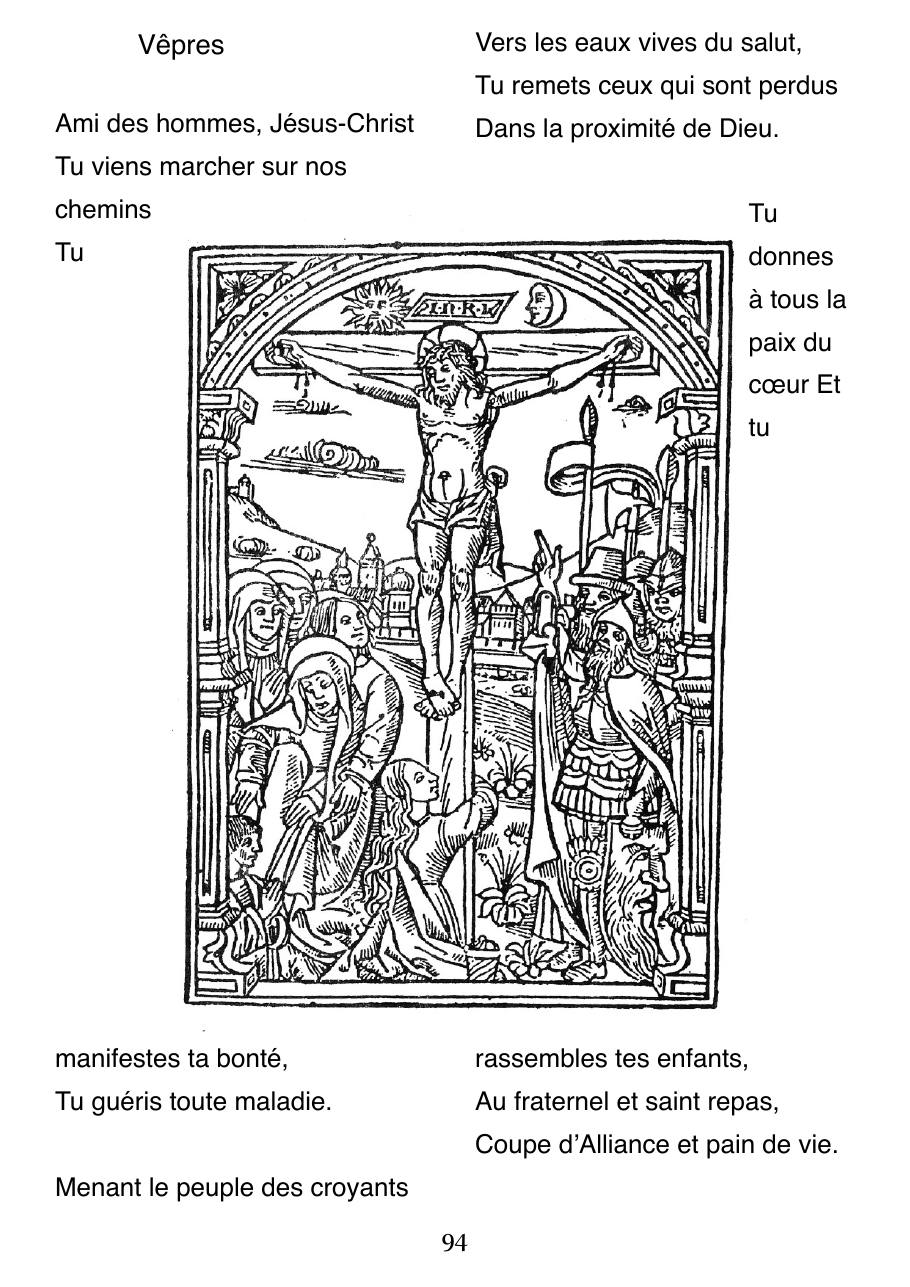 Vêpres
Ami des hommes, Jésus-Christ
Tu viens marcher sur nos
chemins
Tu
manifestes ta bonté,
Tu guéris toute maladie.
Menant le peuple des croyants
Vers les eaux vives du salut,
Tu remets ceux qui sont perdus
Dans la proximité de Dieu.
Tu
donnes
à tous la
paix du
cœur Et
tu
rassembles tes enfants,
Au fraternel et saint repas,
Coupe d’Alliance et pain de vie.
I·N·R·I
94